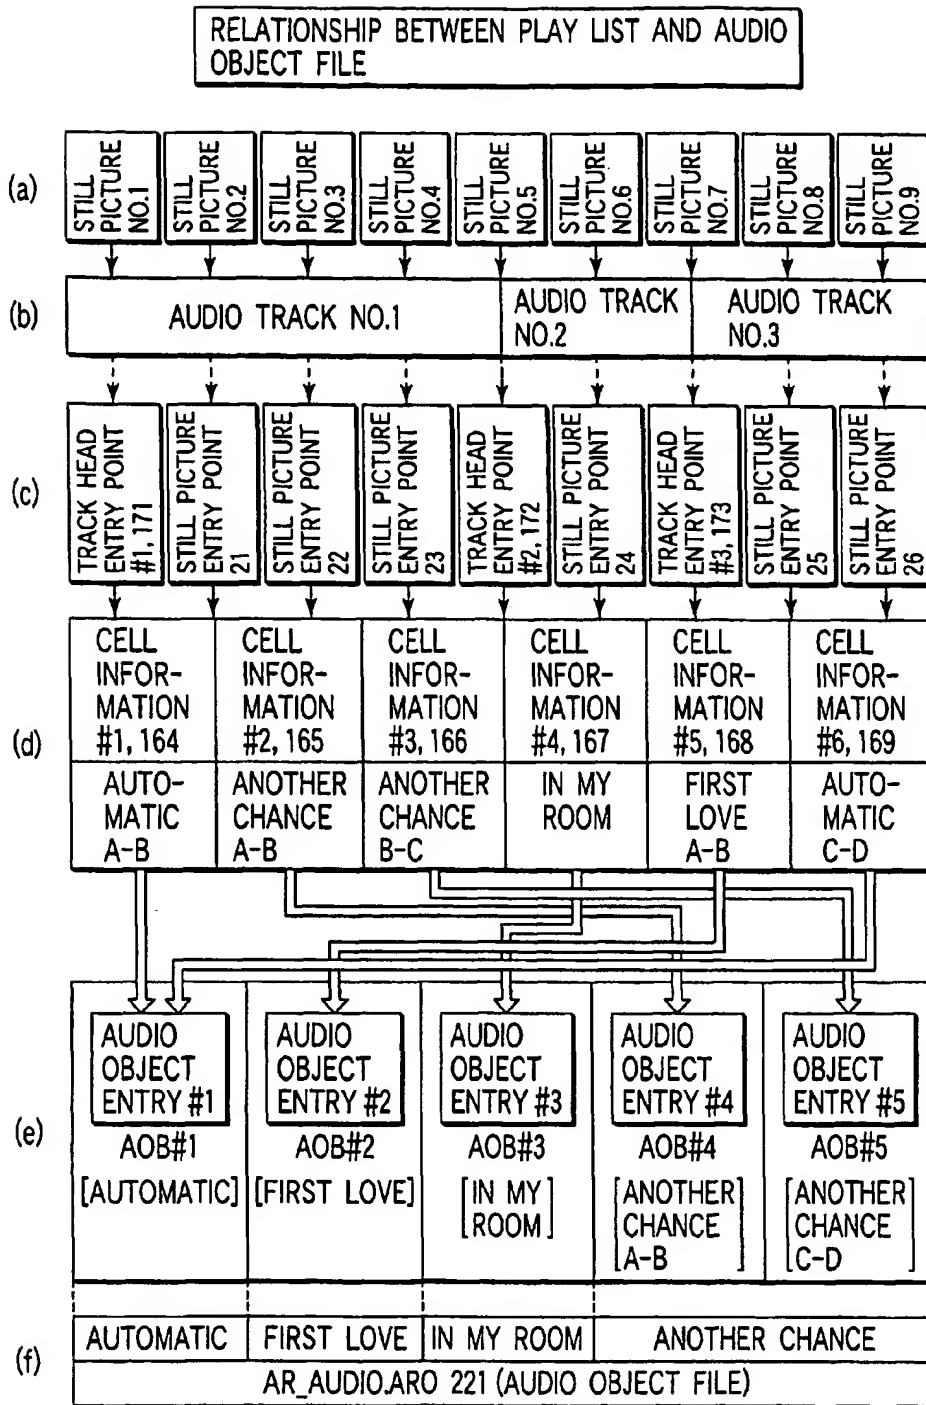 RELATIONSHIP BETWEEN PLAY LIST AND AUDIO
OBJECT FILE
(a)
STILL
PICTURE
NO.1
STILL
PICTURE
NO.2
STILL
PICTURE
NO.3
STILL
PICTURE
NO.4
STILL
PICTURE
NO.5
STILL
PICTURE
NO.6
STILL
PICTURE
NO.7
STILL
PICTURE
NO.8
STILL
PICTURE
NO.9
(b)
AUDIO TRACK NO.1
AUDIO TRACK
NO.2
AUDIO TRACK
NO.3
(c)
TRACK HEAD
ENTRY POINT
#1, 171
STILL PICTURE
ENTRY POINT
21
STILL PICTURE
ENTRY POINT
22
STILL PICTURE
ENTRY POINT
23
TRACK HEAD
ENTRY POINT
#2, 172
STILL PICTURE
ENTRY POINT
24
TRACK HEAD
ENTRY POINT
#3, 173
STILL PICTURE
ENTRY POINT
25
STILL PICTURE
ENTRY POINT
26
(d)
CELL
INFOR-
MATION
#1, 164
CELL
INFOR-
MATION
#2, 165
CELL
INFOR-
MATION
#3, 166
CELL
INFOR-
MATION
#4, 167
CELL
INFOR-
MATION
#5, 168
CELL
INFOR-
MATION
#6, 169
AUTO-
MATIC
A-B
ANOTHER
CHANCE
A-B
ANOTHER
CHANCE
B-C
IN MY
ROOM
FIRST
LOVE
A-B
AUTO-
MATIC
C-D
(e)
AUDIO
OBJECT
ENTRY #1
AUDIO
OBJECT
ENTRY #2
AUDIO
OBJECT
ENTRY #3
AUDIO
OBJECT
ENTRY #4
AUDIO
OBJECT
ENTRY #5
AOB#1
AOB#2
AOB#3
AOB#4
AOB#5
[AUTOMATIC]
[FIRST LOVE]
[IN MY
ROOM]
[ANOTHER
CHANCE
A-B]
[ANOTHER
CHANCE
C-D]
(f)
AUTOMATIC
FIRST LOVE
IN MY ROOM
ANOTHER CHANCE
AR_AUDIO.ARO 221 (AUDIO OBJECT FILE)